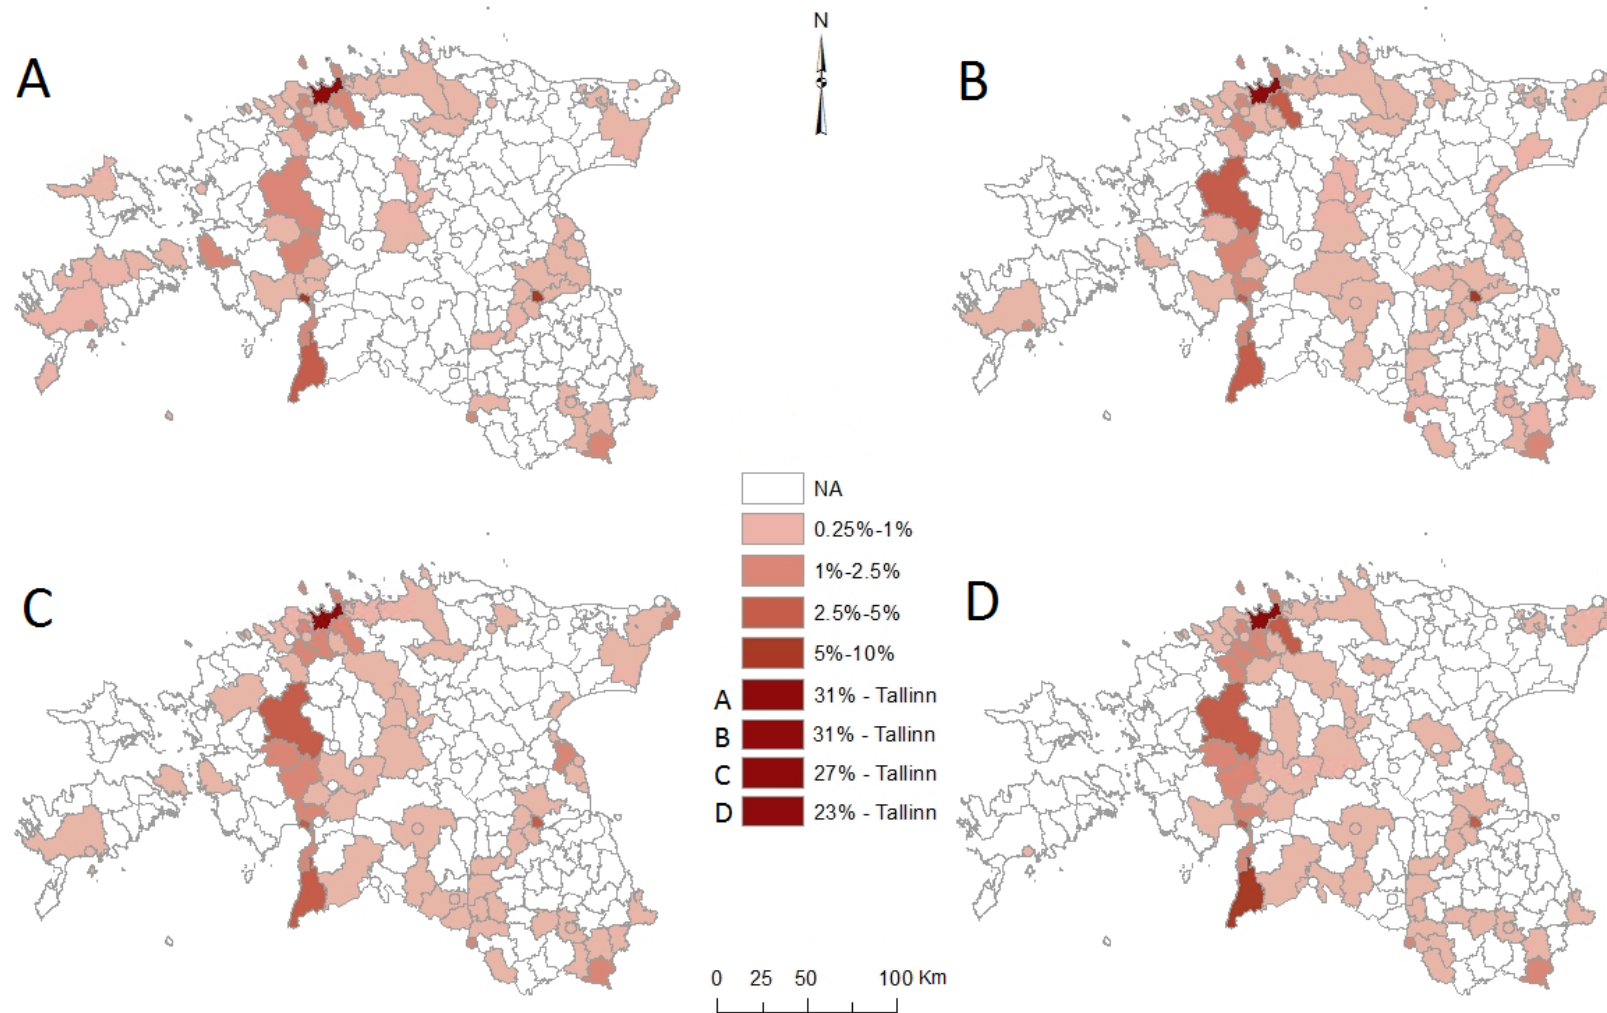 N
A
B
NA
0.25%-1%
1%-2.5%
2.5%-5%
5%-10%
A 31% - Tallinn
B 31% - Tallinn
C 27% - Tallinn
D 23% - Tallinn
C
D
0 25 50 100 Km